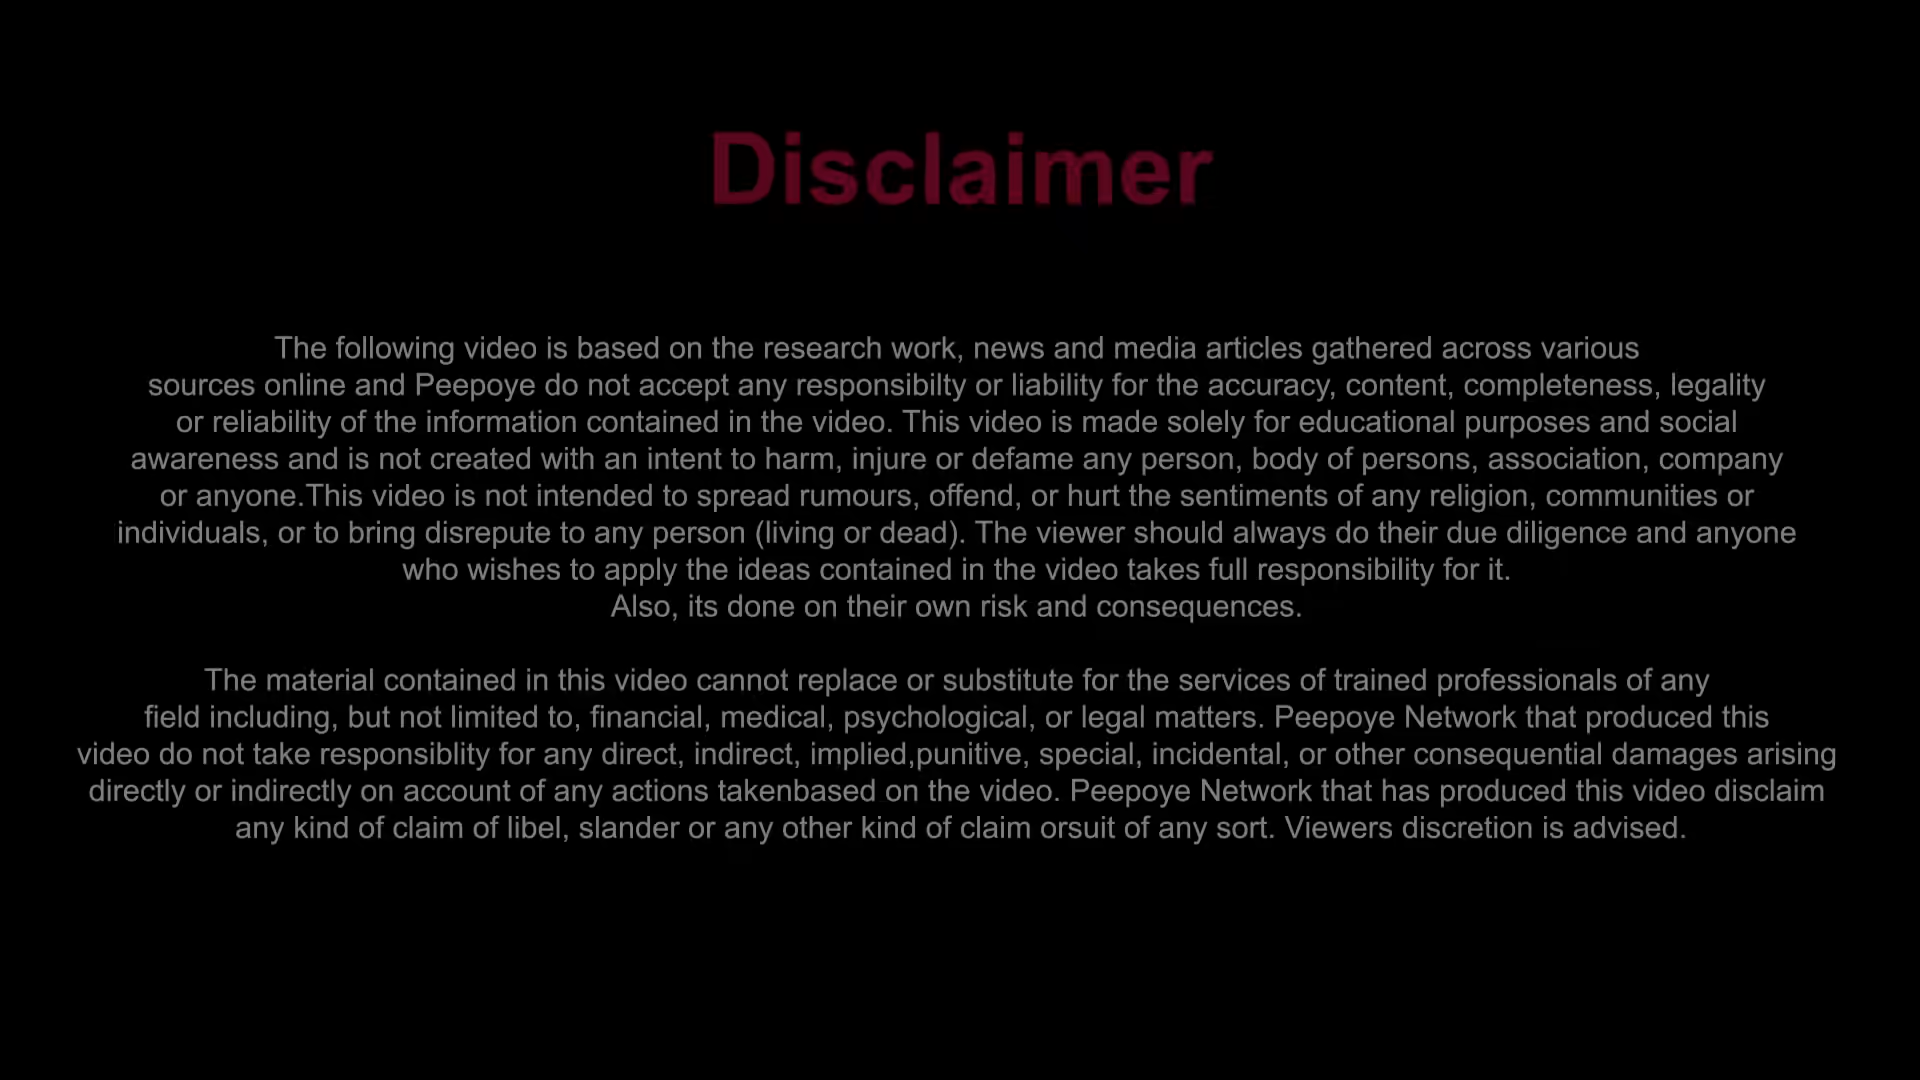 Disclaimer
The following video is based on the research work, news and media articles gathered across various
sources online and Peepoye do not accept any responsibilty or liability for the accuracy, content, completeness, legality
or reliability of the information contained in the video. This video is made solely for educational purposes and social
awareness and is not created with an intent to harm, injure or defame any person, body of persons, association, company
or anyone.This video is not intended to spread rumours, offend, or hurt the sentiments of any religion, communities or
individuals, or to bring disrepute to any person (living or dead). The viewer should always do their due diligence and anyone
who wishes to apply the ideas contained in the video takes full responsibility for it.
Also, its done on their own risk and consequences.
The material contained in this video cannot replace or substitute for the services of trained professionals of any
field including, but not limited to, financial, medical, psychological, or legal matters. Peepoye Network that produced this
video do not take responsiblity for any direct, indirect, implied,punitive, special, incidental, or other consequential damages arising
directly or indirectly on account of any actions takenbased on the video. Peepoye Network that has produced this video disclaim
any kind of claim of libel, slander or any other kind of claim orsuit of any sort. Viewers discretion is advised.